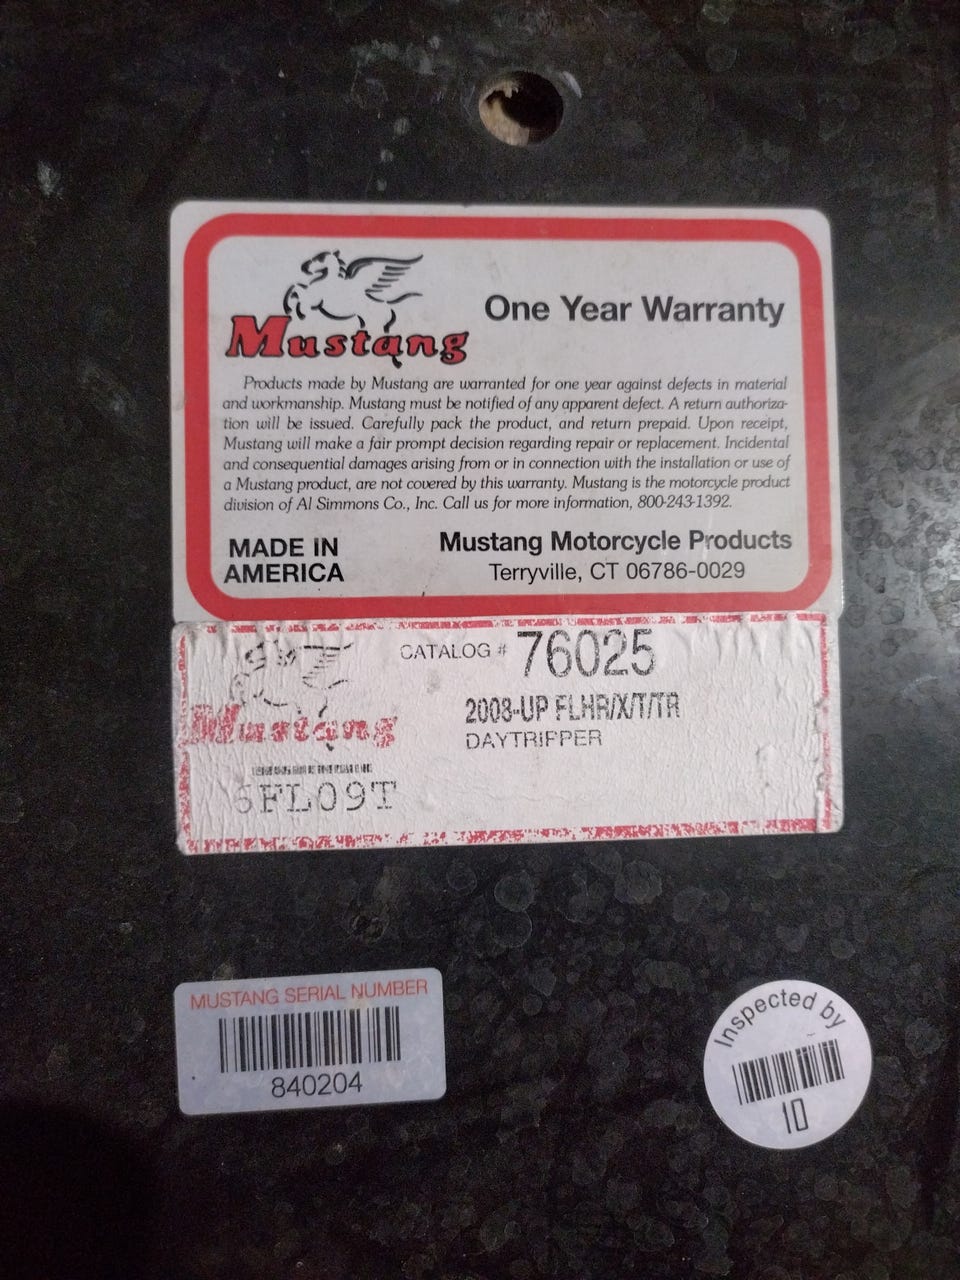 Mustang
One Year Warranty
Products made by Mustang are warranted for one year against defects in material
and workmanship. Mustang must be notified of any apparent defect. A return authoriza-
tion will be issued. Carefully pack the product, and return prepaid. Upon receipt,
Mustang will make a fair prompt decision regarding repair or replacement. Incidental
and consequential damages arising from or in connection with the installation or use of
a Mustang product, are not covered by this warranty. Mustang is the motorcycle product
division of Al Simmons Co., Inc. Call us for more information, 800-243-1392.
MADE IN
AMERICA
Mustang Motorcycle Products
Terryville, CT 06786-0029
CATALOG # 76025
Mustang
2008-UP FLHR/X/T/TR
DAYTRIPPER
6FL09T
MUSTANG SERIAL NUMBER
840204
Inspected by
10